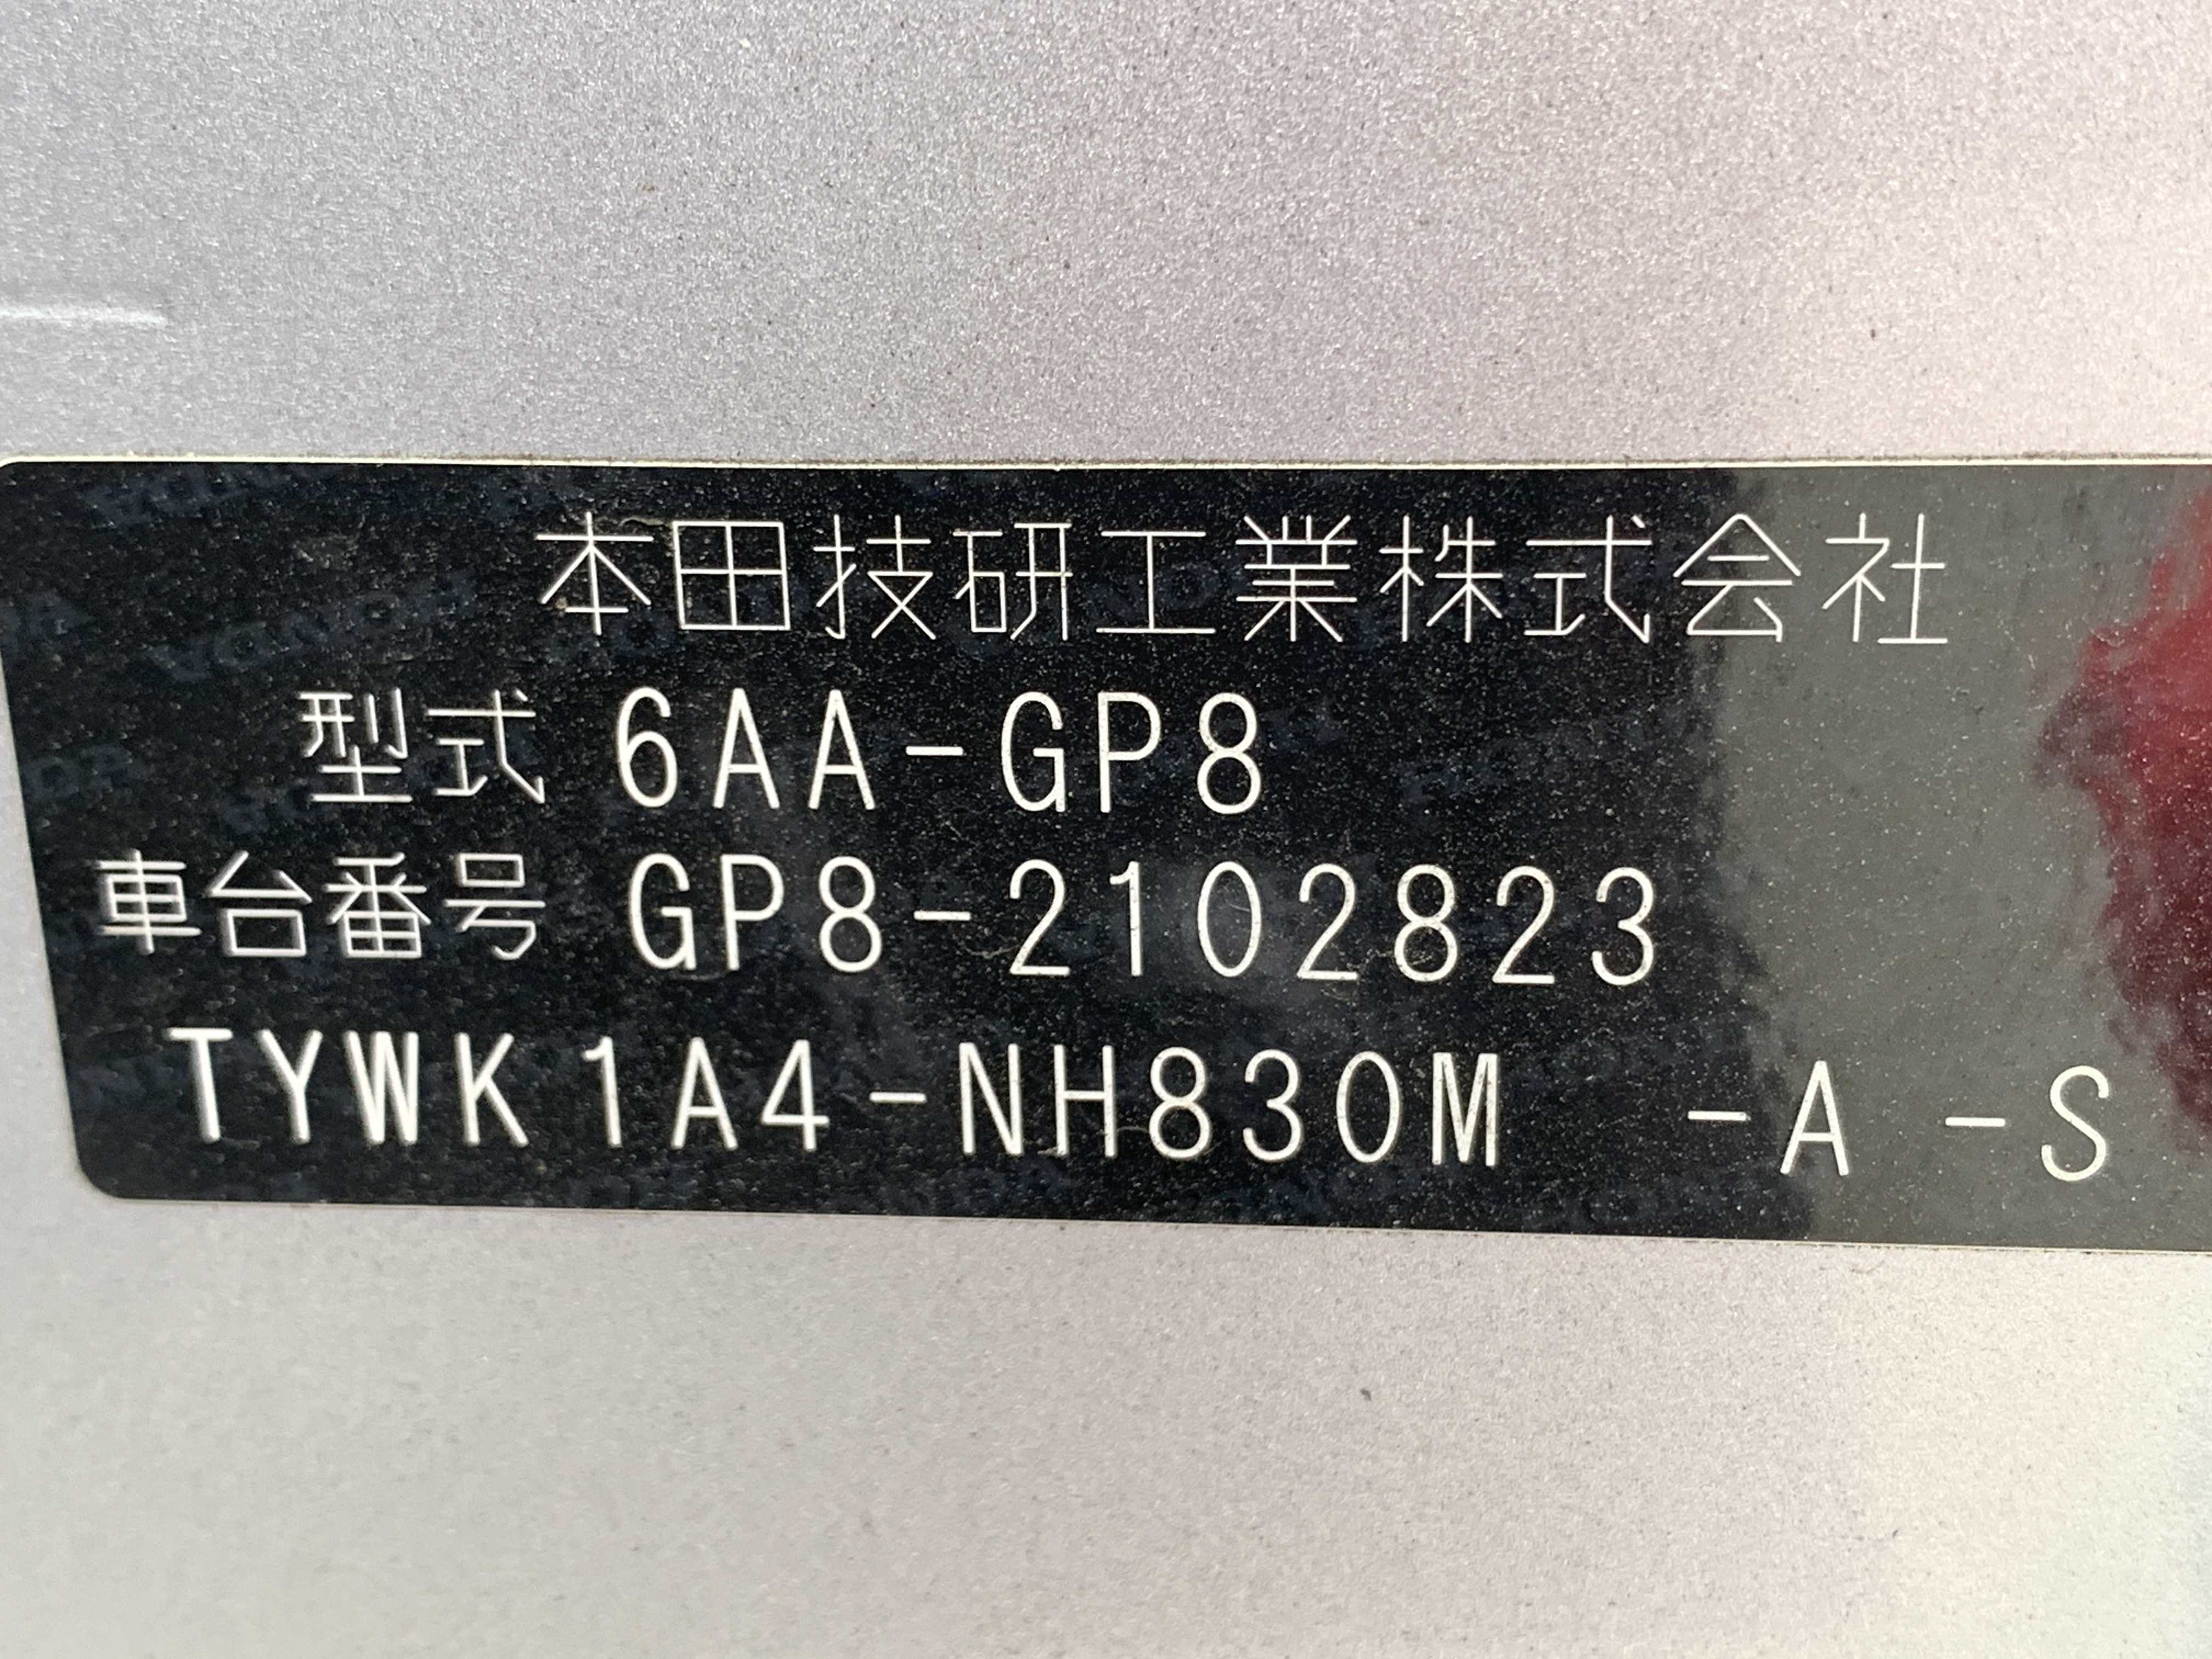 本田技研工業株式会社
型式 6AA-GP8
車台番号 GP8-2102823
TYWK1A4-NH830M -A -S